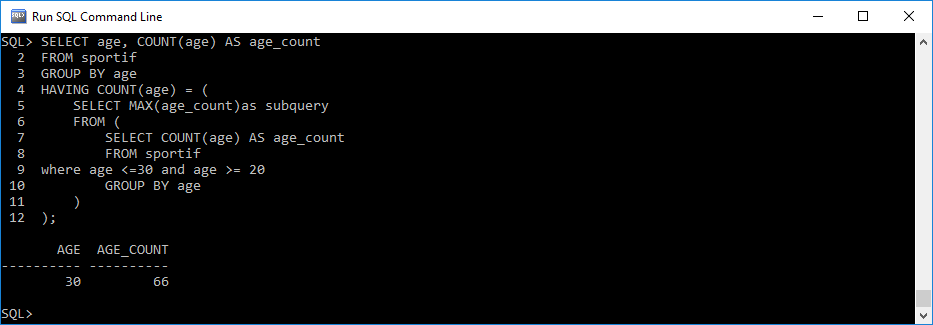 Run SQL Command Line
SQL> SELECT age, COUNT(age) AS age_count
  2  FROM sportif
  3  GROUP BY age
  4  HAVING COUNT(age) = (
  5      SELECT MAX(age_count)as subquery
  6      FROM (
  7          SELECT COUNT(age) AS age_count
  8          FROM sportif
  9  where age <=30 and age >= 20
 10          GROUP BY age
 11      )
 12  );
       AGE  AGE_COUNT
---------- ----------
        30         66
SQL>